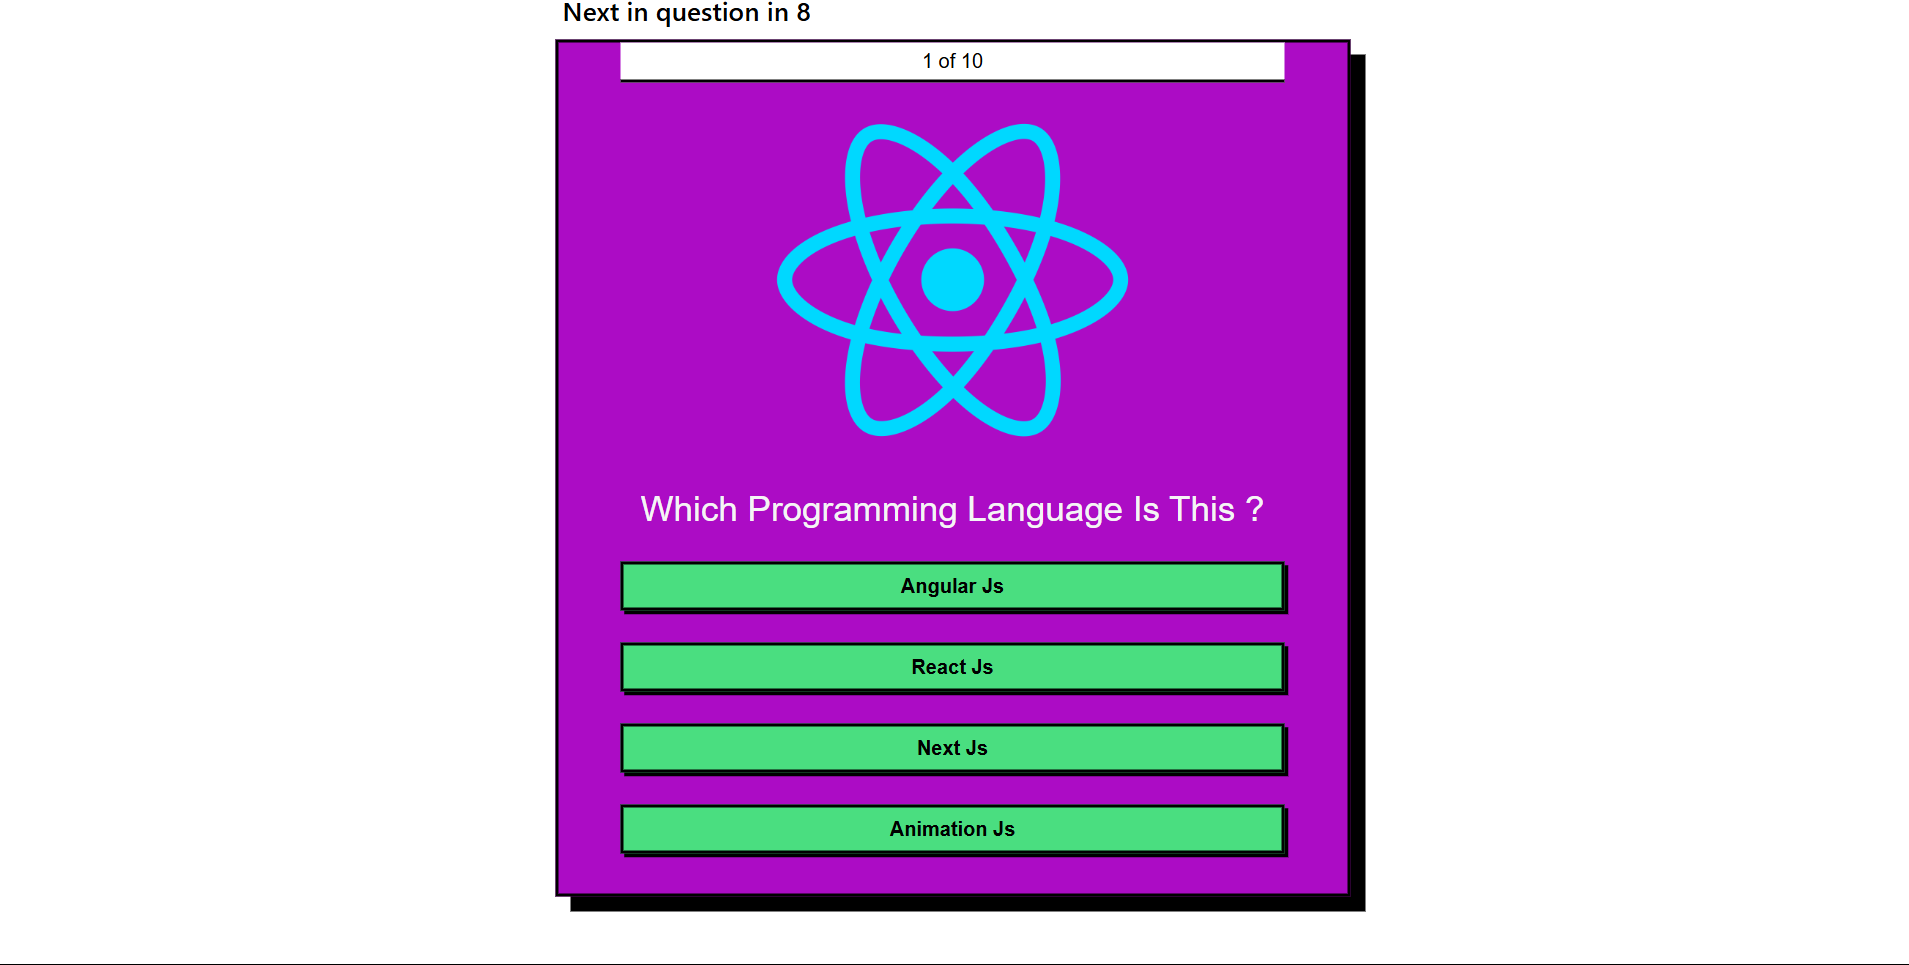 Next in question in 8
1 of 10
Which Programming Language Is This ?
Angular Js
React Js
Next Js
Animation Js